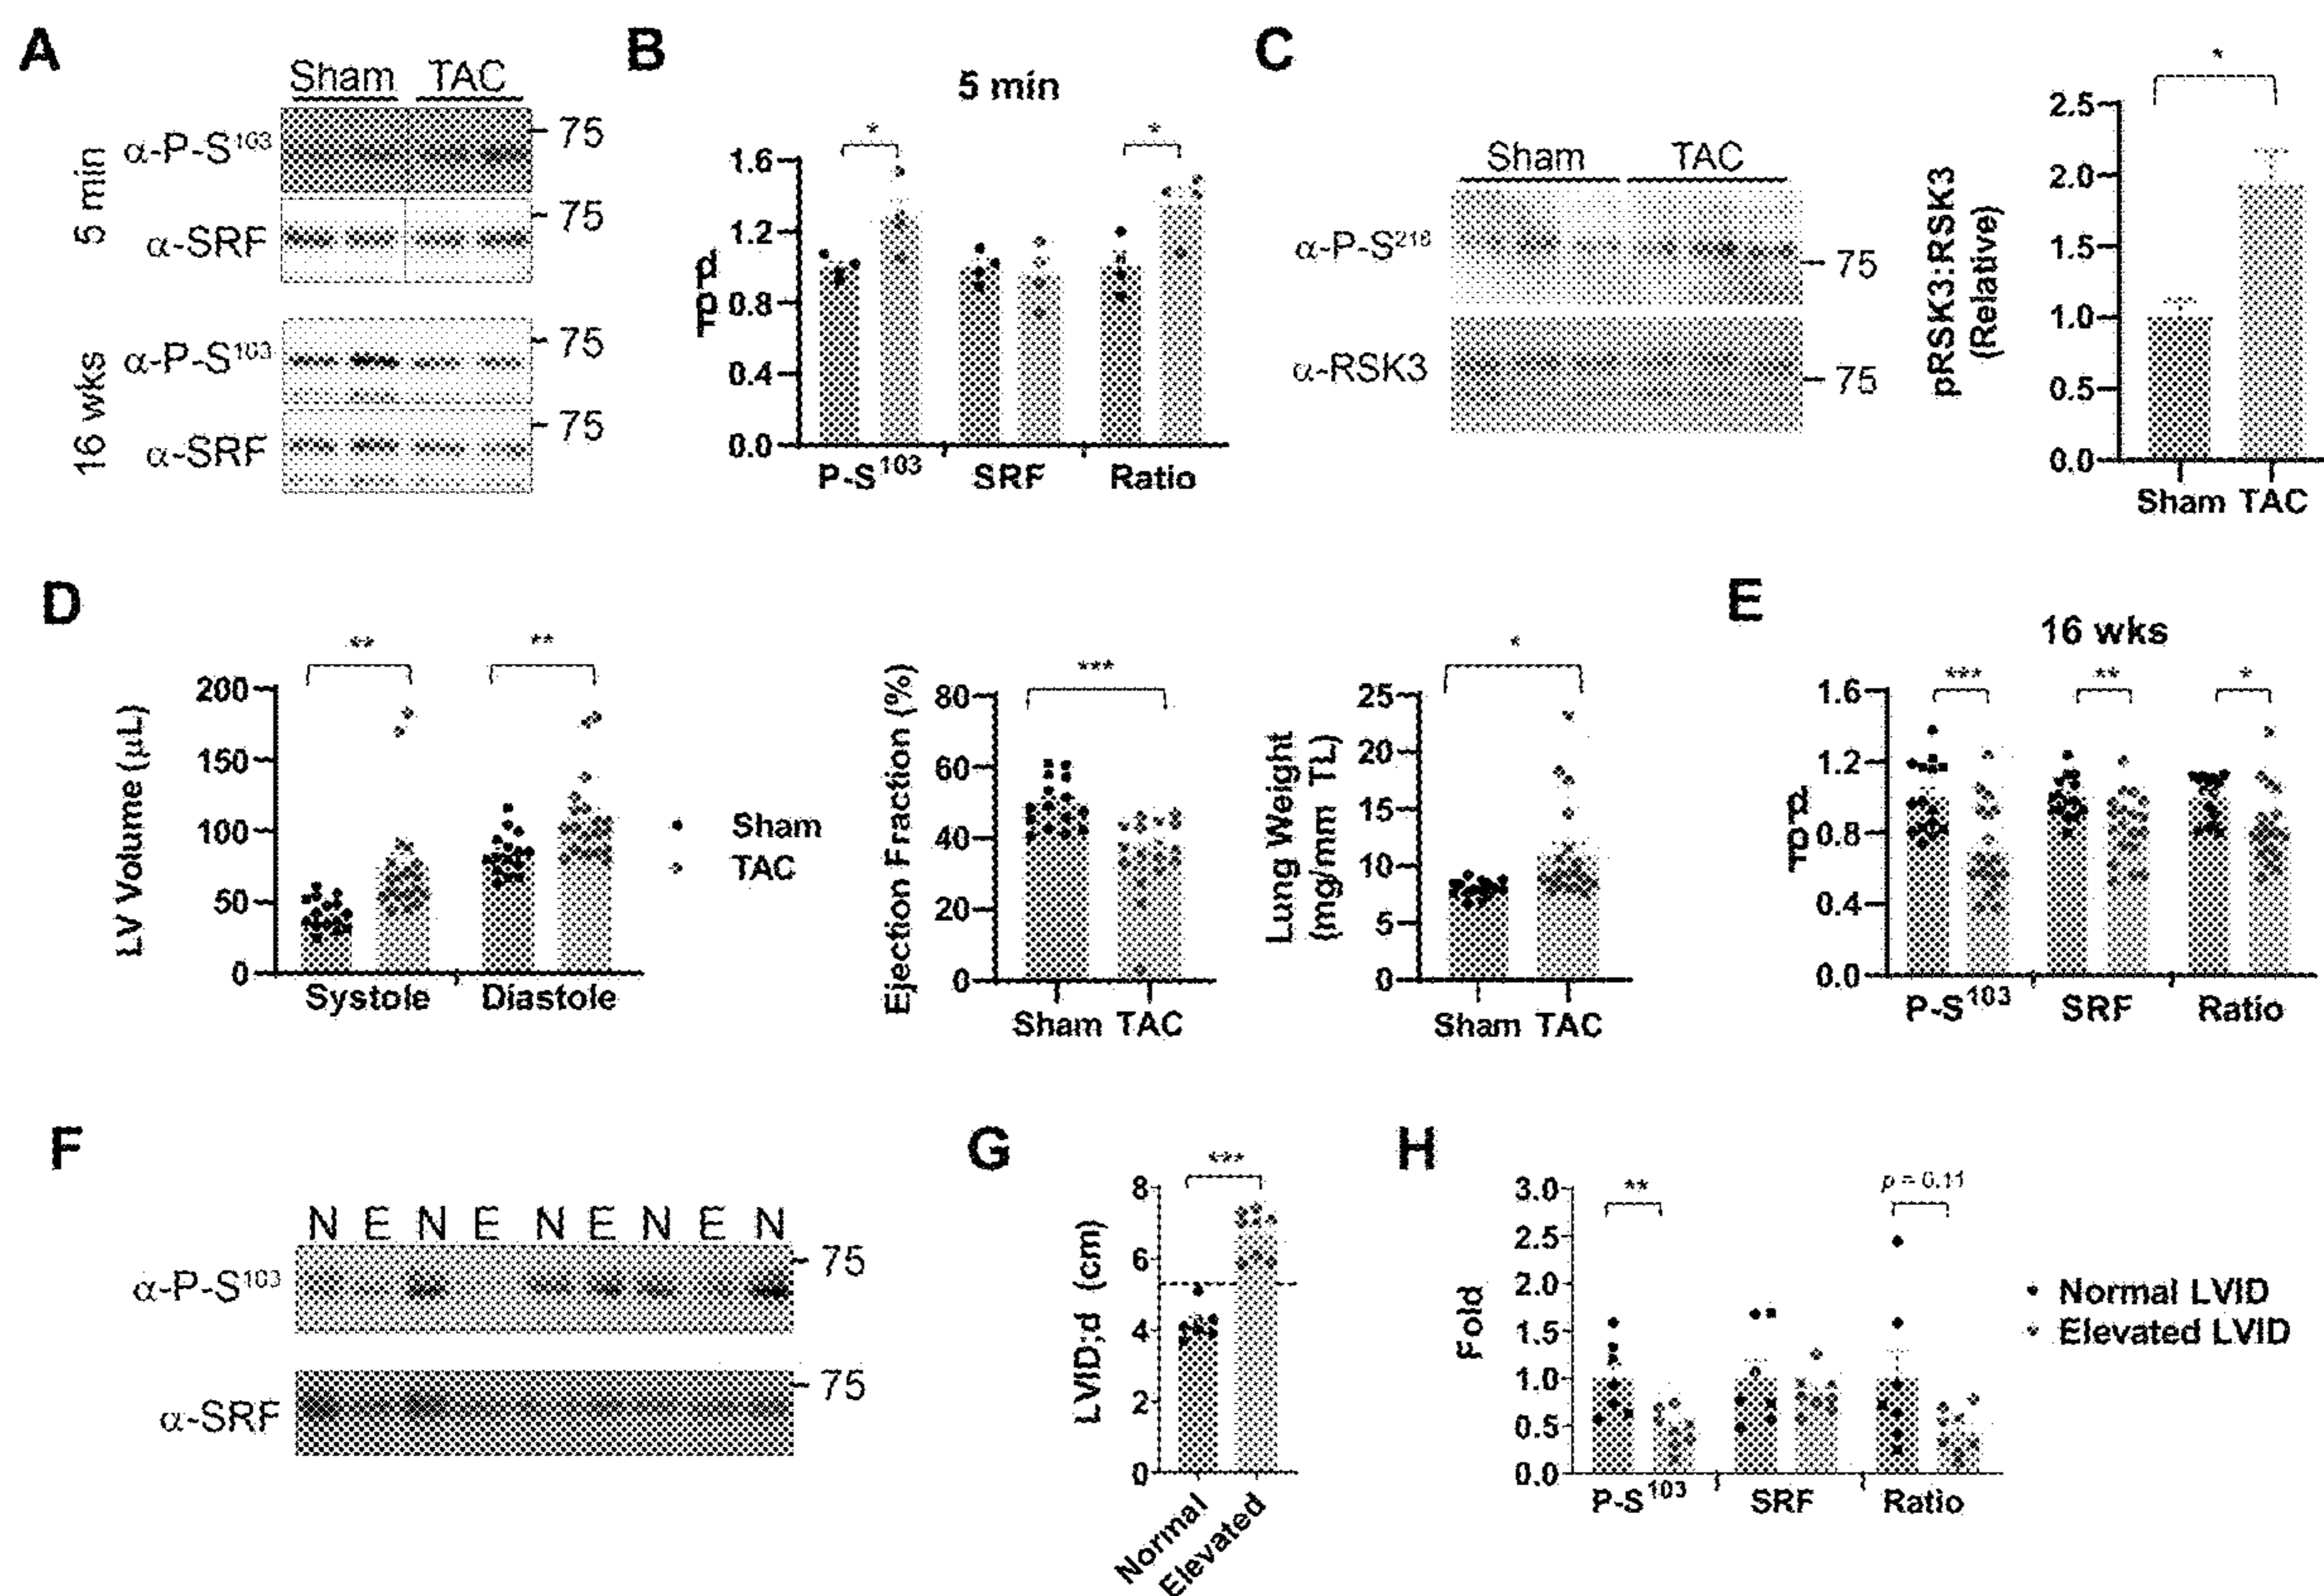 A
Sham TAC
5 min
α-P-S¹⁰³
75
α-SRF
75
16 wks
α-P-S¹⁰³
75
α-SRF
75
B
5 min
*
*
1.6
1.2
0.8
0.4
0.0
P-S¹⁰³ SRF Ratio
C
Sham TAC
α-P-S²¹⁸
75
α-RSK3
75
*
pRSK3:RSK3
(Relative)
2.5
2.0
1.5
1.0
0.5
0.0
Sham TAC
D
LV Volume (µL)
** **
200
150
100
50
0
Systole Diastole
Sham
TAC
Ejection Fraction (%)
***
80
60
40
20
0
Sham TAC
Lung Weight
(mg/mm TL)
*
25
20
15
10
5
0
Sham TAC
E
16 wks
*** ** *
1.6
1.2
0.8
0.4
0.0
P-S¹⁰³ SRF Ratio
F
N E N E N E N E N
α-P-S¹⁰³
75
α-SRF
75
G
***
LVID;d (cm)
8
6
4
2
0
Normal
Elevated
H
Fold
** p = 0.11
3.0
2.5
2.0
1.5
1.0
0.5
0.0
P-S¹⁰³ SRF Ratio
Normal LVID
Elevated LVID